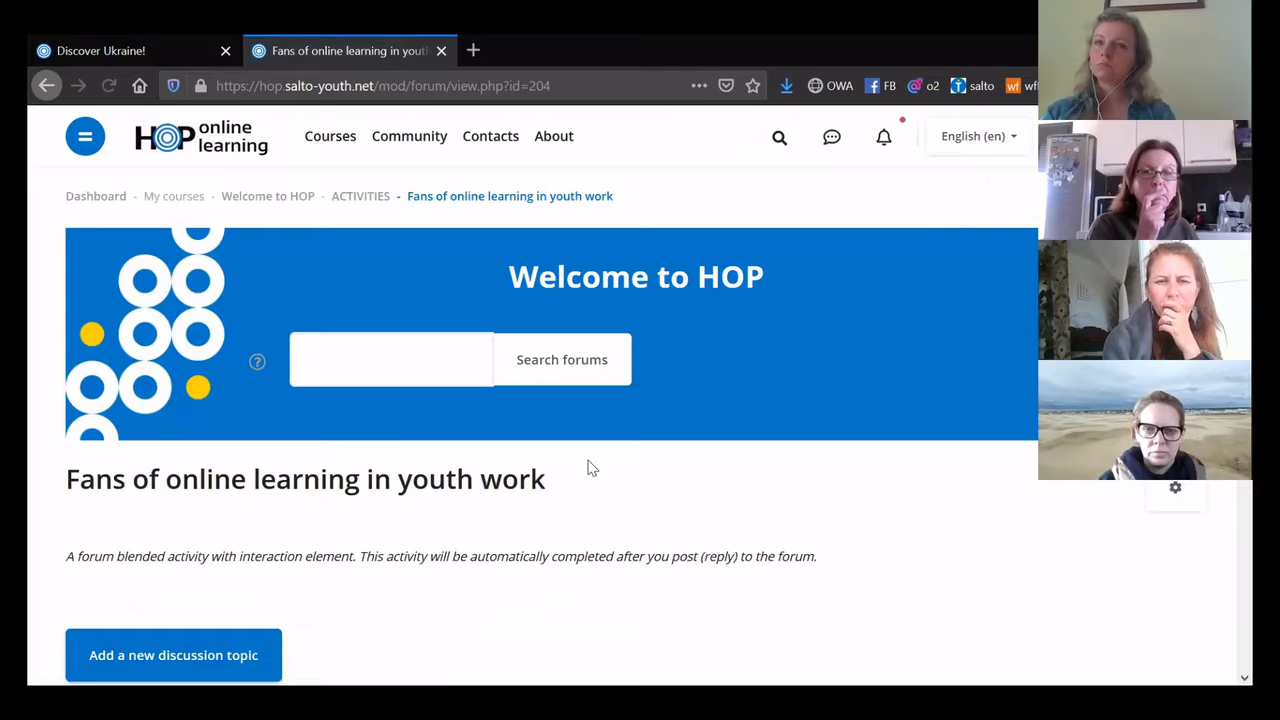 Discover Ukraine!
Fans of online learning in yout
https://hop.salto-youth.net/mod/forum/view.php?id=204
OWA
FB
o2
salto
HOP online learning
Courses
Community
Contacts
About
English (en)
Dashboard - My courses - Welcome to HOP - ACTIVITIES - Fans of online learning in youth work
Welcome to HOP
?
Search forums
Fans of online learning in youth work
A forum blended activity with interaction element. This activity will be automatically completed after you post (reply) to the forum.
Add a new discussion topic